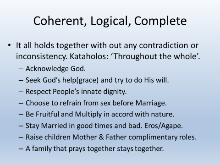 Coherent, Logical, Complete
• It all holds together with out any contradiction or
inconsistency. Kataholos: ‘Throughout the whole’.
– Acknowledge God.
– Seek God's help(grace) and try to do His will.
– Respect People's innate dignity.
– Choose to refrain from sex before Marriage.
– Be Fruitful and Multiply in accord with nature.
– Stay Married in good times and bad. Eros/Agape.
– Raise children Mother & Father complimentary roles.
– A family that prays together stays together.